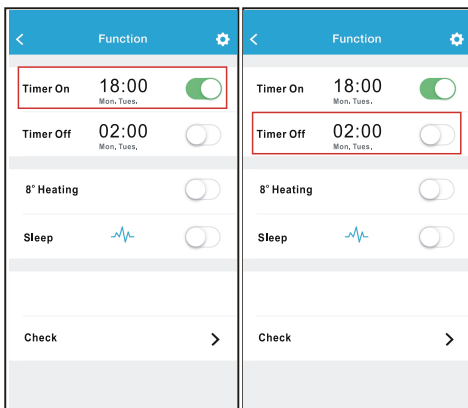 Function
Timer On 18:00
Mon. Tues.
Timer Off 02:00
Mon, Tues,
8° Heating
Sleep
Check
Function
Timer On 18:00
Mon. Tues.
Timer Off 02:00
Mon, Tues,
8° Heating
Sleep
Check